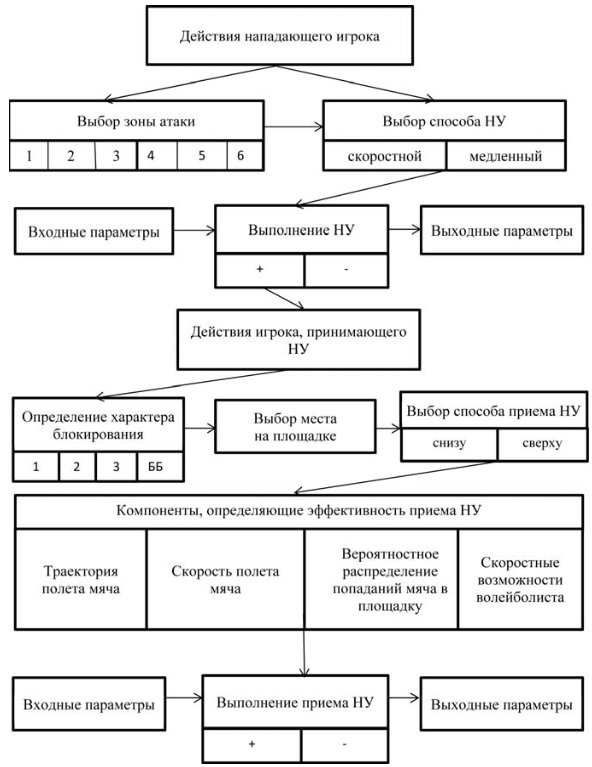 Действия нападающего игрока
Выбор зоны атаки
1 2 3 4 5 6
Выбор способа НУ
скоростной медленный
Входные параметры
Выполнение НУ
+ -
Выходные параметры
Действия игрока, принимающего
НУ
Определение характера
блокирования
1 2 3 ББ
Выбор места
на площадке
Выбор способа приема НУ
снизу сверху
Компоненты, определяющие эффективность приема НУ
Траектория
полета мяча
Скорость полета
мяча
Вероятностное
распределение
попаданий мяча в
площадку
Скоростные
возможности
волейболиста
Входные параметры
Выполнение приема НУ
+ -
Выходные параметры